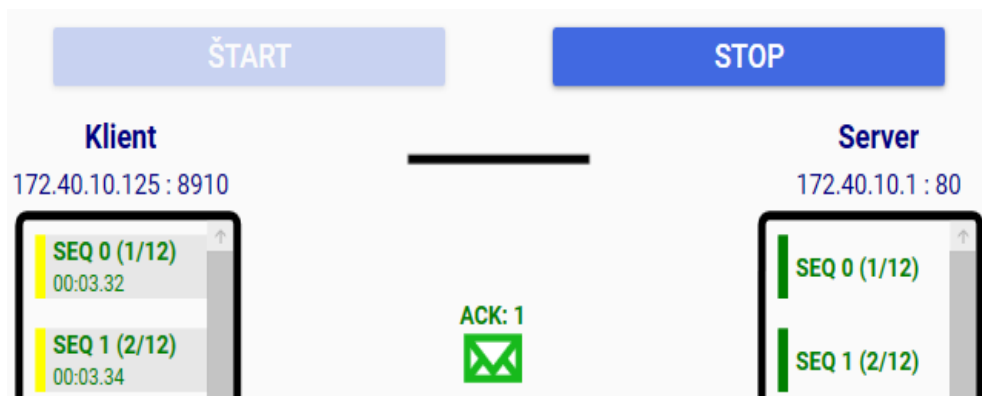 ŠTART
STOP
Klient
Server
172.40.10.125 : 8910
172.40.10.1 : 80
SEQ 0 (1/12)
00:03.32
SEQ 0 (1/12)
ACK: 1
SEQ 1 (2/12)
00:03.34
SEQ 1 (2/12)